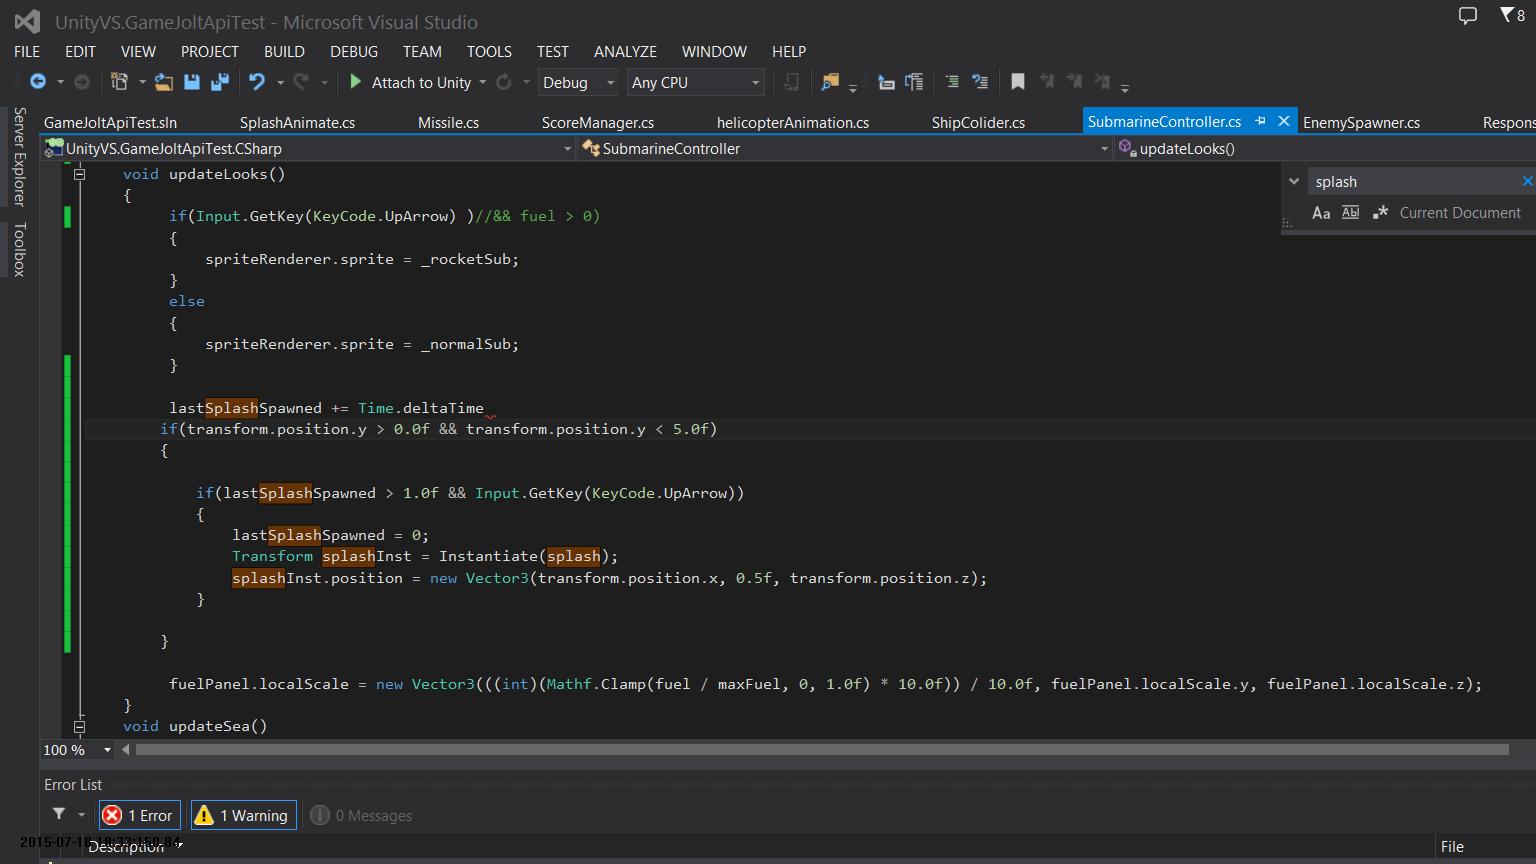 UnityVS.GameJoltApiTest - Microsoft Visual Studio
8
FILE EDIT VIEW PROJECT BUILD DEBUG TEAM TOOLS TEST ANALYZE WINDOW HELP
Attach to Unity Debug Any CPU
Server Explorer
Toolbox
GameJoltApiTest.sln SplashAnimate.cs Missile.cs ScoreManager.cs helicopterAnimation.cs ShipColider.cs SubmarineController.cs EnemySpawner.cs Respons
UnityVS.GameJoltApiTest.CSharp SubmarineController updateLooks()
splash
Aa Abl .* Current Document
void updateLooks()
{
if(Input.GetKey(KeyCode.UpArrow) )//&& fuel > 0)
{
spriteRenderer.sprite = _rocketSub;
}
else
{
spriteRenderer.sprite = _normalSub;
}
lastSplashSpawned += Time.deltaTime
if(transform.position.y > 0.0f && transform.position.y < 5.0f)
{
if(lastSplashSpawned > 1.0f && Input.GetKey(KeyCode.UpArrow))
{
lastSplashSpawned = 0;
Transform splashInst = Instantiate(splash);
splashInst.position = new Vector3(transform.position.x, 0.5f, transform.position.z);
}
}
fuelPanel.localScale = new Vector3(((int)(Mathf.Clamp(fuel / maxFuel, 0, 1.0f) * 10.0f)) / 10.0f, fuelPanel.localScale.y, fuelPanel.localScale.z);
}
void updateSea()
100 %
Error List
1 Error 1 Warning 0 Messages
Description File